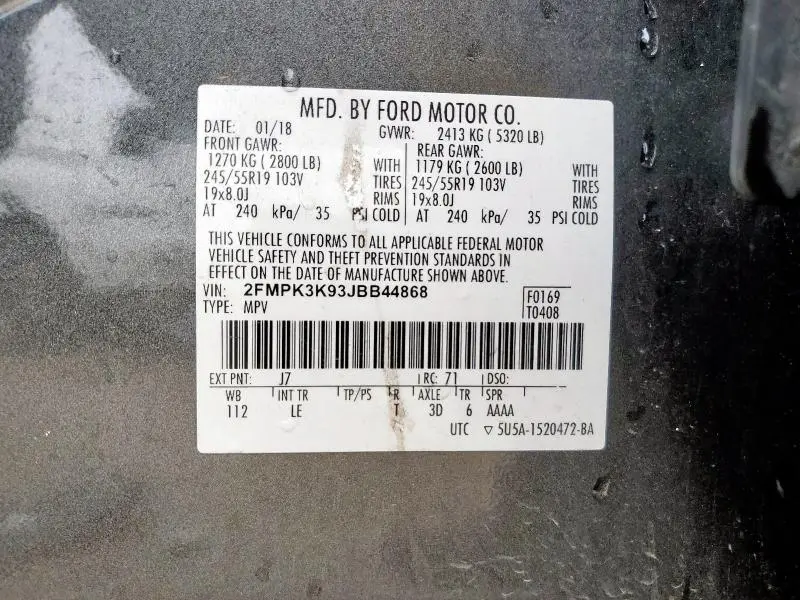 MFD. BY FORD MOTOR CO.
DATE: 01/18 GVWR: 2413 KG ( 5320 LB)
FRONT GAWR: REAR GAWR:
1270 KG ( 2800 LB) WITH 1179 KG ( 2600 LB) WITH
245/55R19 103V TIRES 245/55R19 103V TIRES
19x8.0J RIMS 19x8.0J RIMS
AT 240 kPa/ 35 PSI COLD AT 240 kPa/ 35 PSI COLD
THIS VEHICLE CONFORMS TO ALL APPLICABLE FEDERAL MOTOR
VEHICLE SAFETY AND THEFT PREVENTION STANDARDS IN
EFFECT ON THE DATE OF MANUFACTURE SHOWN ABOVE.
VIN: 2FMPK3K93JBB44868 F0169
TYPE: MPV T0408
EXT PNT: J7 RC: 71 DSO:
WB INT TR TP/PS R AXLE TR SPR
112 LE T 3D 6 AAAA
UTC ▽ 5U5A-1520472-BA